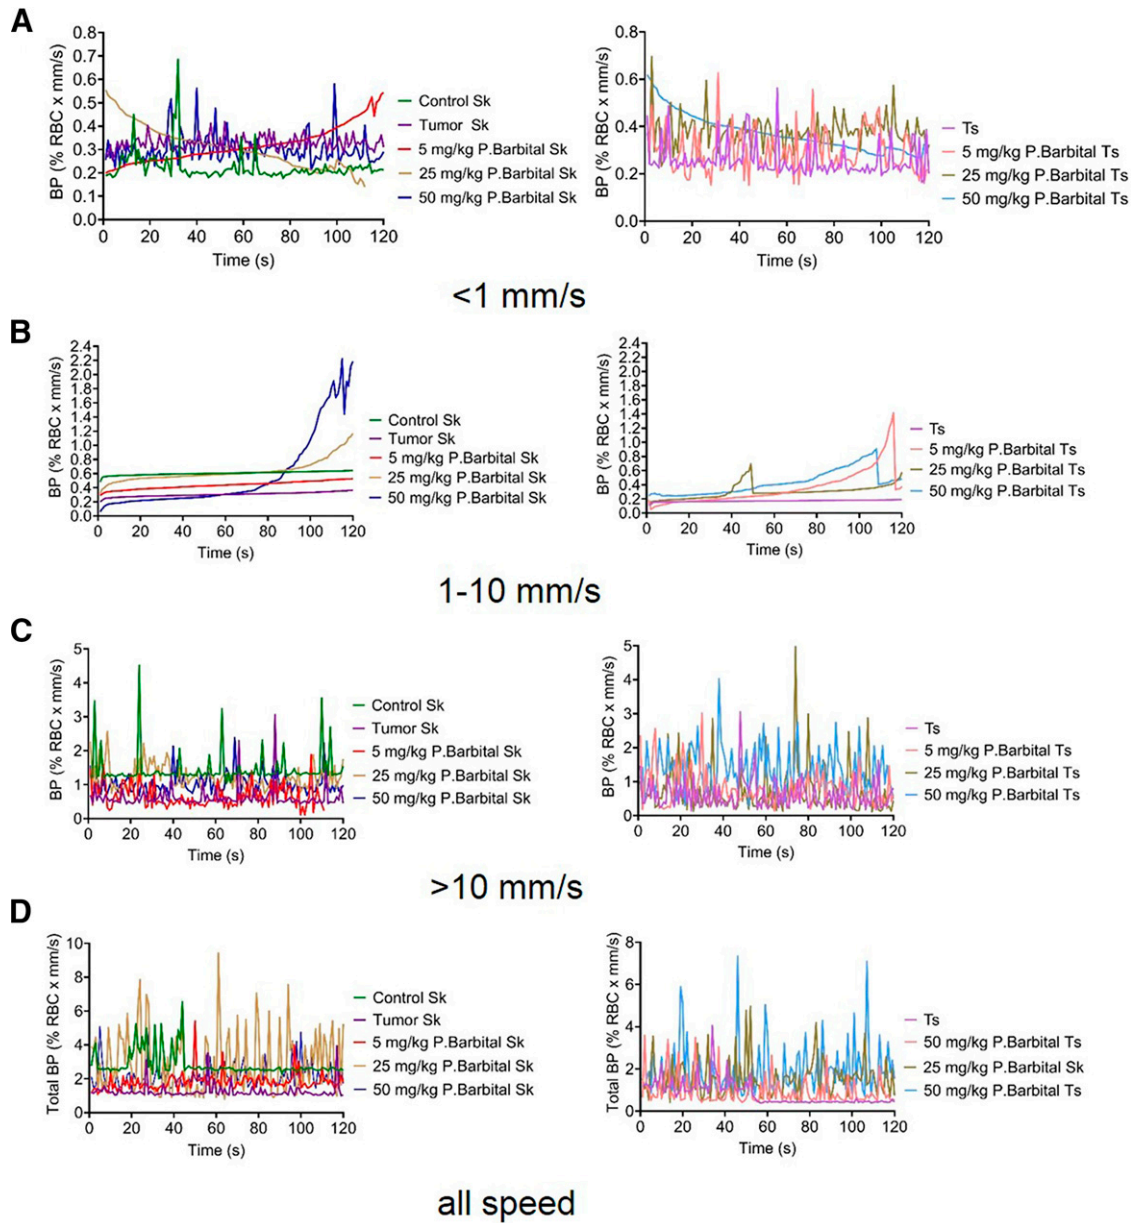 A
BP (% RBC x mm/s)
0.8
0.7
0.6
0.5
0.4
0.3
0.2
0.1
0.0
0 20 40 60 80 100 120
Time (s)
Control Sk
Tumor Sk
5 mg/kg P.Barbital Sk
25 mg/kg P.Barbital Sk
50 mg/kg P.Barbital Sk
BP (% RBC x mm/s)
0.8
0.6
0.4
0.2
0.0
0 20 40 60 80 100 120
Time (s)
Ts
5 mg/kg P.Barbital Ts
25 mg/kg P.Barbital Ts
50 mg/kg P.Barbital Ts
<1 mm/s
B
BP (% RBC x mm/s)
2.4
2.2
2.0
1.8
1.6
1.4
1.2
1.0
0.8
0.6
0.4
0.2
0.0
0 20 40 60 80 100 120
Time (s)
Control Sk
Tumor Sk
5 mg/kg P.Barbital Sk
25 mg/kg P.Barbital Sk
50 mg/kg P.Barbital Sk
BP (% RBC x mm/s)
2.4
2.2
2.0
1.8
1.6
1.4
1.2
1.0
0.8
0.6
0.4
0.2
0.0
0 20 40 60 80 100 120
Time (s)
Ts
5 mg/kg P.Barbital Ts
25 mg/kg P.Barbital Ts
50 mg/kg P.Barbital Ts
1-10 mm/s
C
BP (% RBC x mm/s)
5
4
3
2
1
0
0 20 40 60 80 100 120
Time (s)
Control Sk
Tumor Sk
5 mg/kg P.Barbital Sk
25 mg/kg P.Barbital Sk
50 mg/kg P.Barbital Sk
BP (% RBC x mm/s)
5
4
3
2
1
0
0 20 40 60 80 100 120
Time (s)
Ts
5 mg/kg P.Barbital Ts
25 mg/kg P.Barbital Ts
50 mg/kg P.Barbital Ts
>10 mm/s
D
Total BP (% RBC x mm/s)
10
8
6
4
2
0
0 20 40 60 80 100 120
Time (s)
Control Sk
Tumor Sk
5 mg/kg P.Barbital Sk
25 mg/kg P.Barbital Sk
50 mg/kg P.Barbital Sk
Total BP (% RBC x mm/s)
8
6
4
2
0
0 20 40 60 80 100 120
Time (s)
Ts
50 mg/kg P.Barbital Ts
25 mg/kg P.Barbital Sk
50 mg/kg P.Barbital Ts
all speed